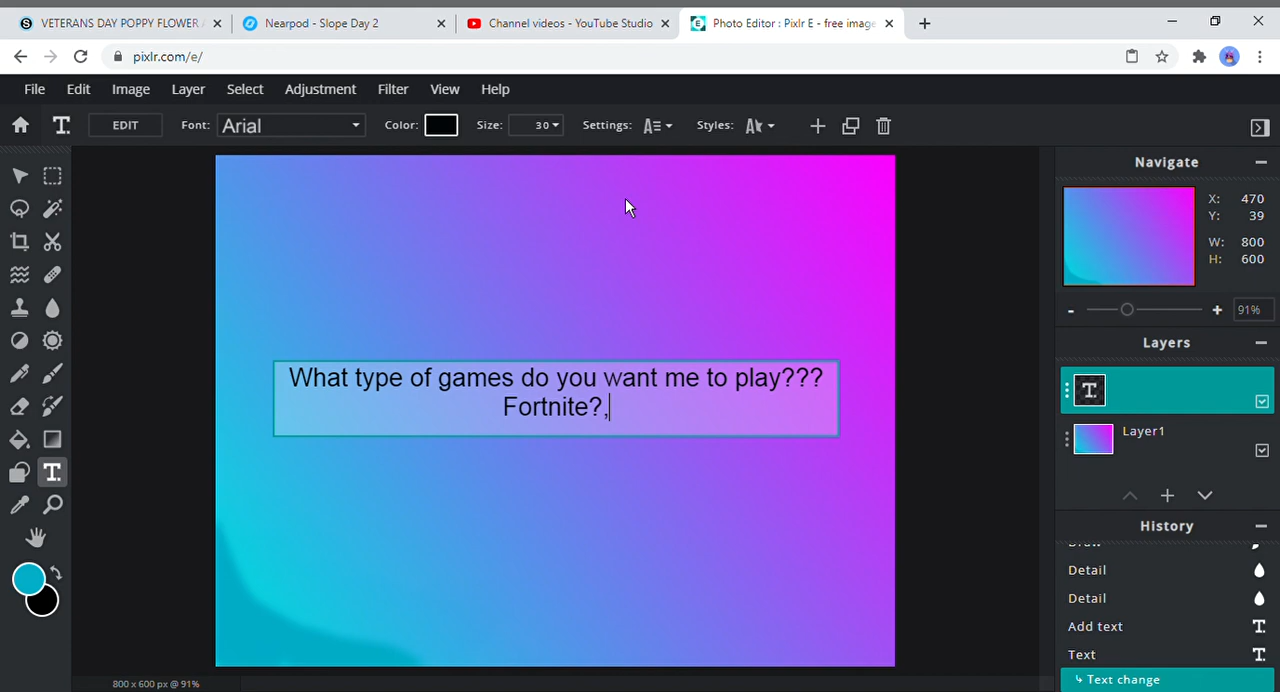 VETERANS DAY POPPY FLOWER
Nearpod - Slope Day 2
Channel videos - YouTube Studio
Photo Editor : Pixlr E - free image
pixlr.com/e/
File Edit Image Layer Select Adjustment Filter View Help
EDIT Font: Arial Color: Size: 30 Settings: Styles:
Navigate
X: 470
Y: 39
W: 800
H: 600
91%
What type of games do you want me to play???
Fortnite?,
Layers
Layer1
History
Draw
Detail
Detail
Add text
Text
Text change
800 x 600 px @ 91%